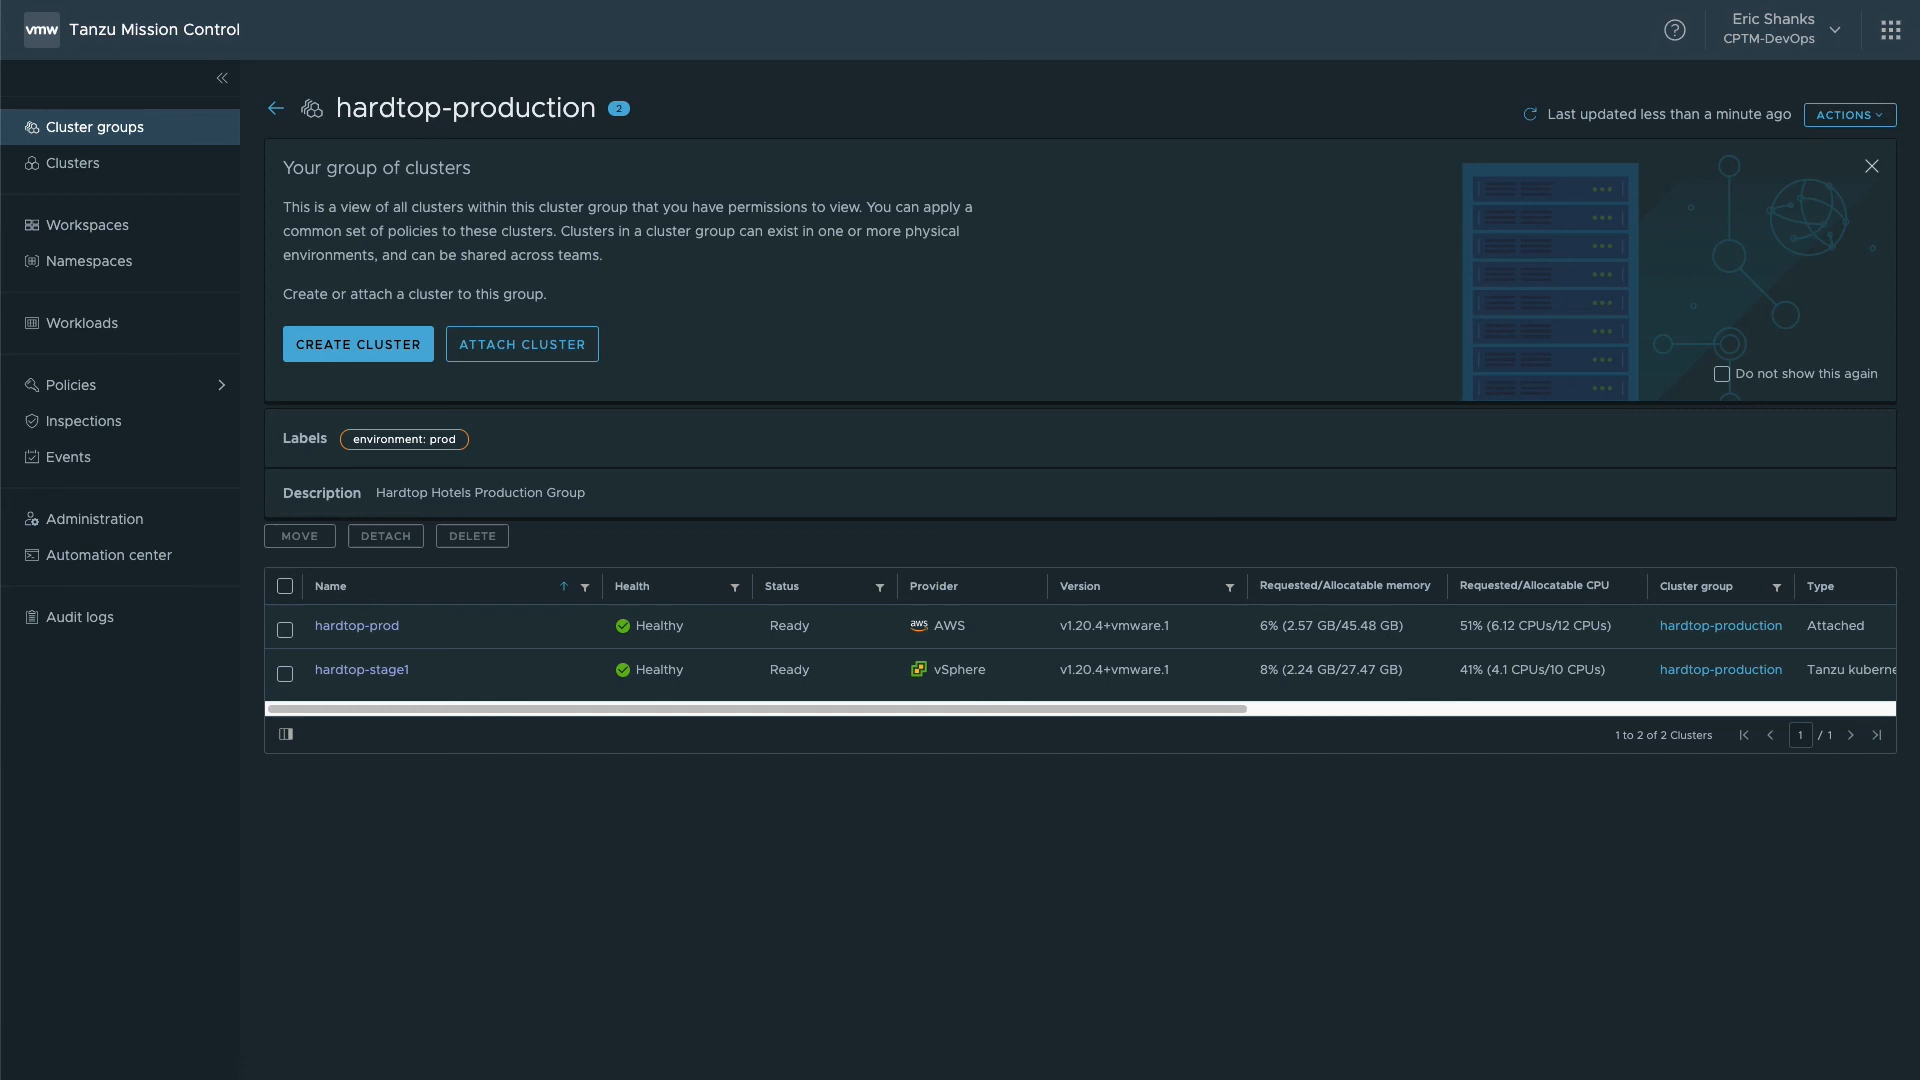 vmw Tanzu Mission Control
Eric Shanks
CPTM-DevOps
Cluster groups
Clusters
Workspaces
Namespaces
Workloads
Policies
Inspections
Events
Administration
Automation center
Audit logs
hardtop-production 2
Last updated less than a minute ago
ACTIONS
Your group of clusters
This is a view of all clusters within this cluster group that you have permissions to view. You can apply a
common set of policies to these clusters. Clusters in a cluster group can exist in one or more physical
environments, and can be shared across teams.
Create or attach a cluster to this group.
CREATE CLUSTER ATTACH CLUSTER
Do not show this again
Labels environment: prod
Description Hardtop Hotels Production Group
MOVE DETACH DELETE
Name Health Status Provider Version Requested/Allocatable memory Requested/Allocatable CPU Cluster group Type
hardtop-prod Healthy Ready aws AWS v1.20.4+vmware.1 6% (2.57 GB/45.48 GB) 51% (6.12 CPUs/12 CPUs) hardtop-production Attached
hardtop-stage1 Healthy Ready vSphere v1.20.4+vmware.1 8% (2.24 GB/27.47 GB) 41% (4.1 CPUs/10 CPUs) hardtop-production Tanzu kuberne
1 to 2 of 2 Clusters 1 / 1